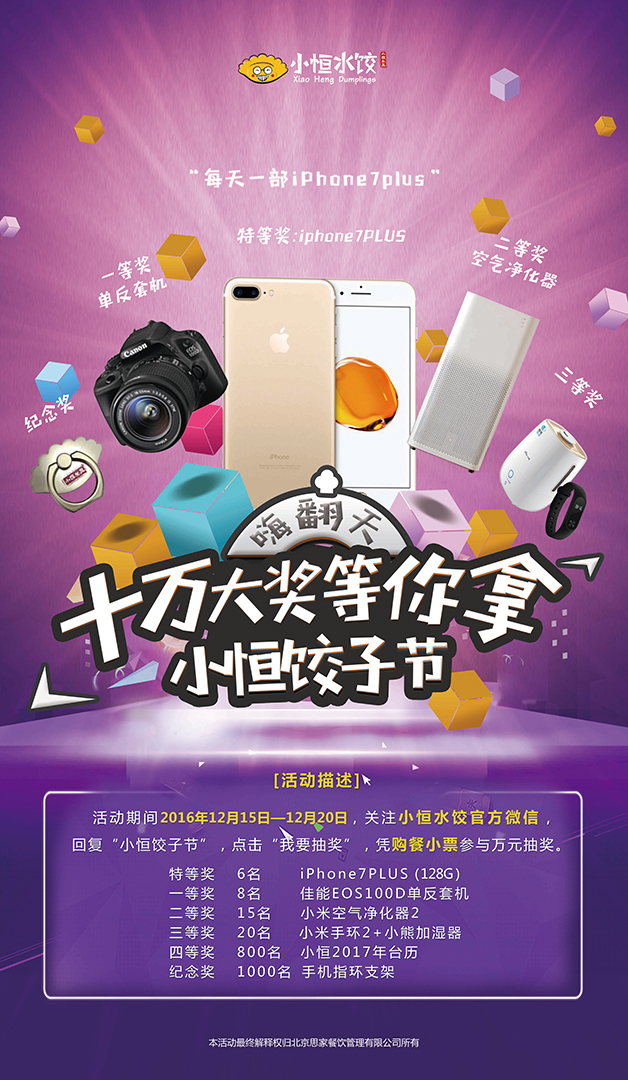 小恒水饺
Xiao Heng Dumplings
“每天一部iPhone7plus”
特等奖:iphone7PLUS
一等奖
单反套机
二等奖
空气净化器
三等奖
纪念奖
Canon
iPhone
嗨翻天
十万大奖等你拿
小恒饺子节
[活动描述]
活动期间2016年12月15日—12月20日，关注小恒水饺官方微信，
回复“小恒饺子节”，点击“我要抽奖”，凭购餐小票参与万元抽奖。
特等奖 6名 iPhone7PLUS (128G)
一等奖 8名 佳能EOS100D单反套机
二等奖 15名 小米空气净化器2
三等奖 20名 小米手环2+小熊加湿器
四等奖 800名 小恒2017年台历
纪念奖 1000名 手机指环支架
本活动最终解释权归北京思家餐饮管理有限公司所有